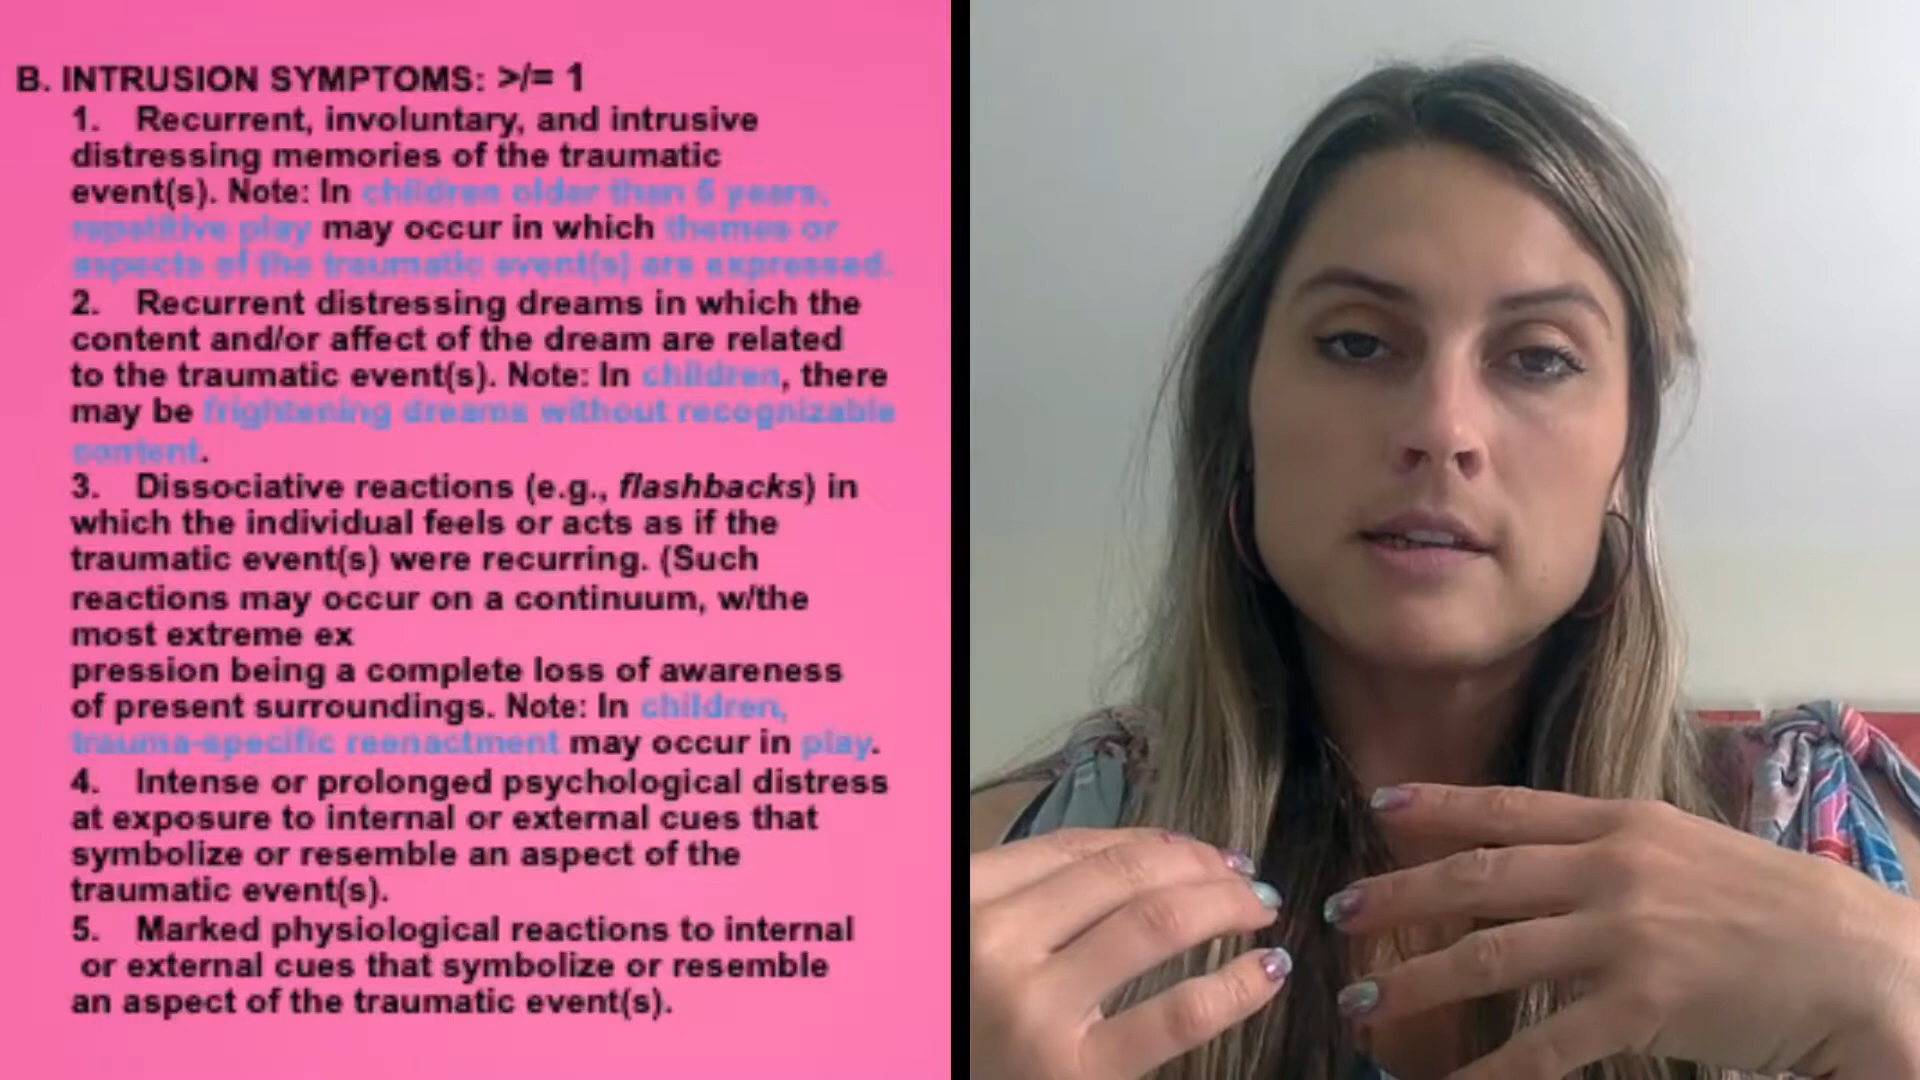 B. INTRUSION SYMPTOMS: >/= 1
1. Recurrent, involuntary, and intrusive
distressing memories of the traumatic
event(s). Note: In children older than 6 years,
repetitive play may occur in which themes or
aspects of the traumatic event(s) are expressed.
2. Recurrent distressing dreams in which the
content and/or affect of the dream are related
to the traumatic event(s). Note: In children, there
may be frightening dreams without recognizable
content.
3. Dissociative reactions (e.g., flashbacks) in
which the individual feels or acts as if the
traumatic event(s) were recurring. (Such
reactions may occur on a continuum, w/the
most extreme ex
pression being a complete loss of awareness
of present surroundings. Note: In children,
trauma-specific reenactment may occur in play.
4. Intense or prolonged psychological distress
at exposure to internal or external cues that
symbolize or resemble an aspect of the
traumatic event(s).
5. Marked physiological reactions to internal
or external cues that symbolize or resemble
an aspect of the traumatic event(s).